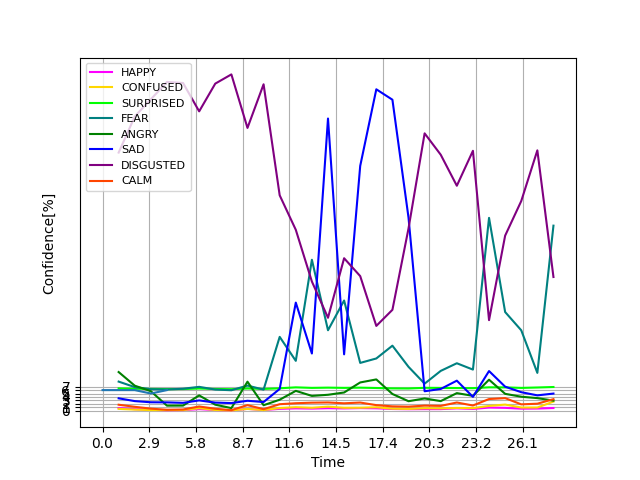 HAPPY
CONFUSED
SURPRISED
FEAR
ANGRY
SAD
DISGUSTED
CALM
Confidence[%]
0.0 2.9 5.8 8.7 11.6 14.5 17.4 20.3 23.2 26.1
Time